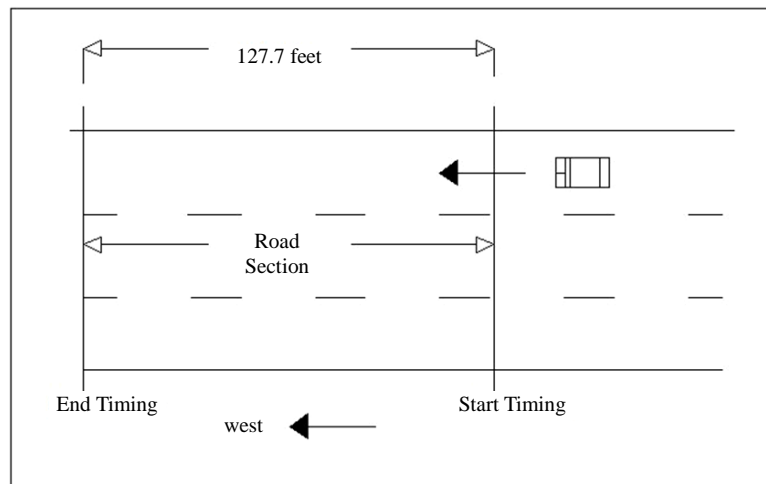 127.7 feet
Road
Section
End Timing
Start Timing
west